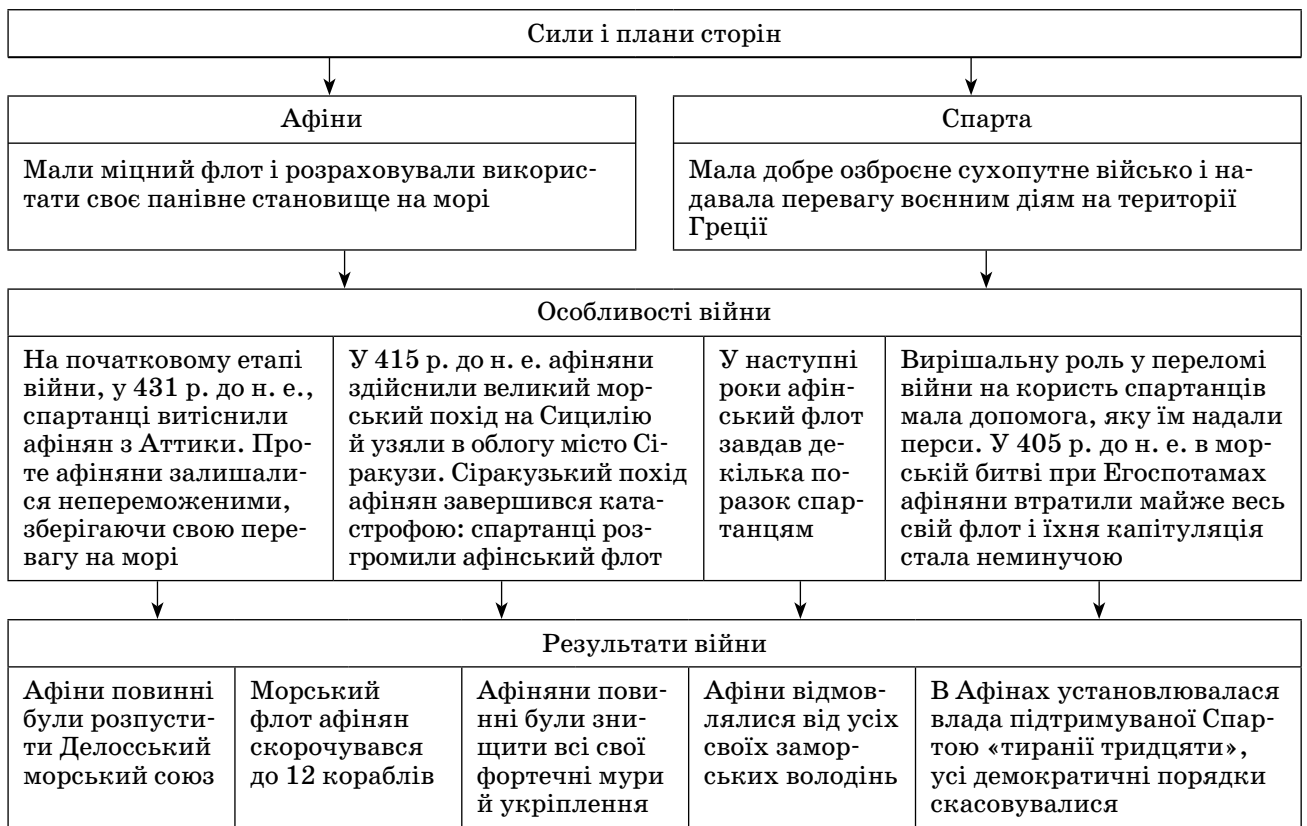 Сили і плани сторін
Афіни
Мали міцний флот і розраховували викорис-
тати своє панівне становище на морі
Спарта
Мала добре озброєне сухопутне військо і на-
давала перевагу воєнним діям на території
Греції
Особливості війни
На початковому етапі
війни, у 431 р. до н. е.,
спартанці витіснили
афінян з Аттики. Про-
те афіняни залишали-
ся непереможеними,
зберігаючи свою пере-
вагу на морі
У 415 р. до н. е. афіняни
здійснили великий мор-
ський похід на Сицилію
й узяли в облогу місто Сі-
ракузи. Сіракузький похід
афінян завершився ката-
строфою: спартанці роз-
громили афінський флот
У наступні
роки афін-
ський флот
завдав де-
кілька по-
разок спар-
танцям
Вирішальну роль у переломі
війни на користь спартанців
мала допомога, яку їм надали
перси. У 405 р. до н. е. в мор-
ській битві при Егоспотамах
афіняни втратили майже весь
свій флот і їхня капітуляція
стала неминучою
Результати війни
Афіни повинні
були розпусти-
ти Делосський
морський союз
Морський
флот афінян
скорочувався
до 12 кораблів
Афіняни пови-
нні були зни-
щити всі свої
фортечні мури
й укріплення
Афіни відмов-
лялися від усіх
своїх замор-
ських володінь
В Афінах установлювалася
влада підтримуваної Спар-
тою «тиранії тридцяти»,
усі демократичні порядки
скасовувалися